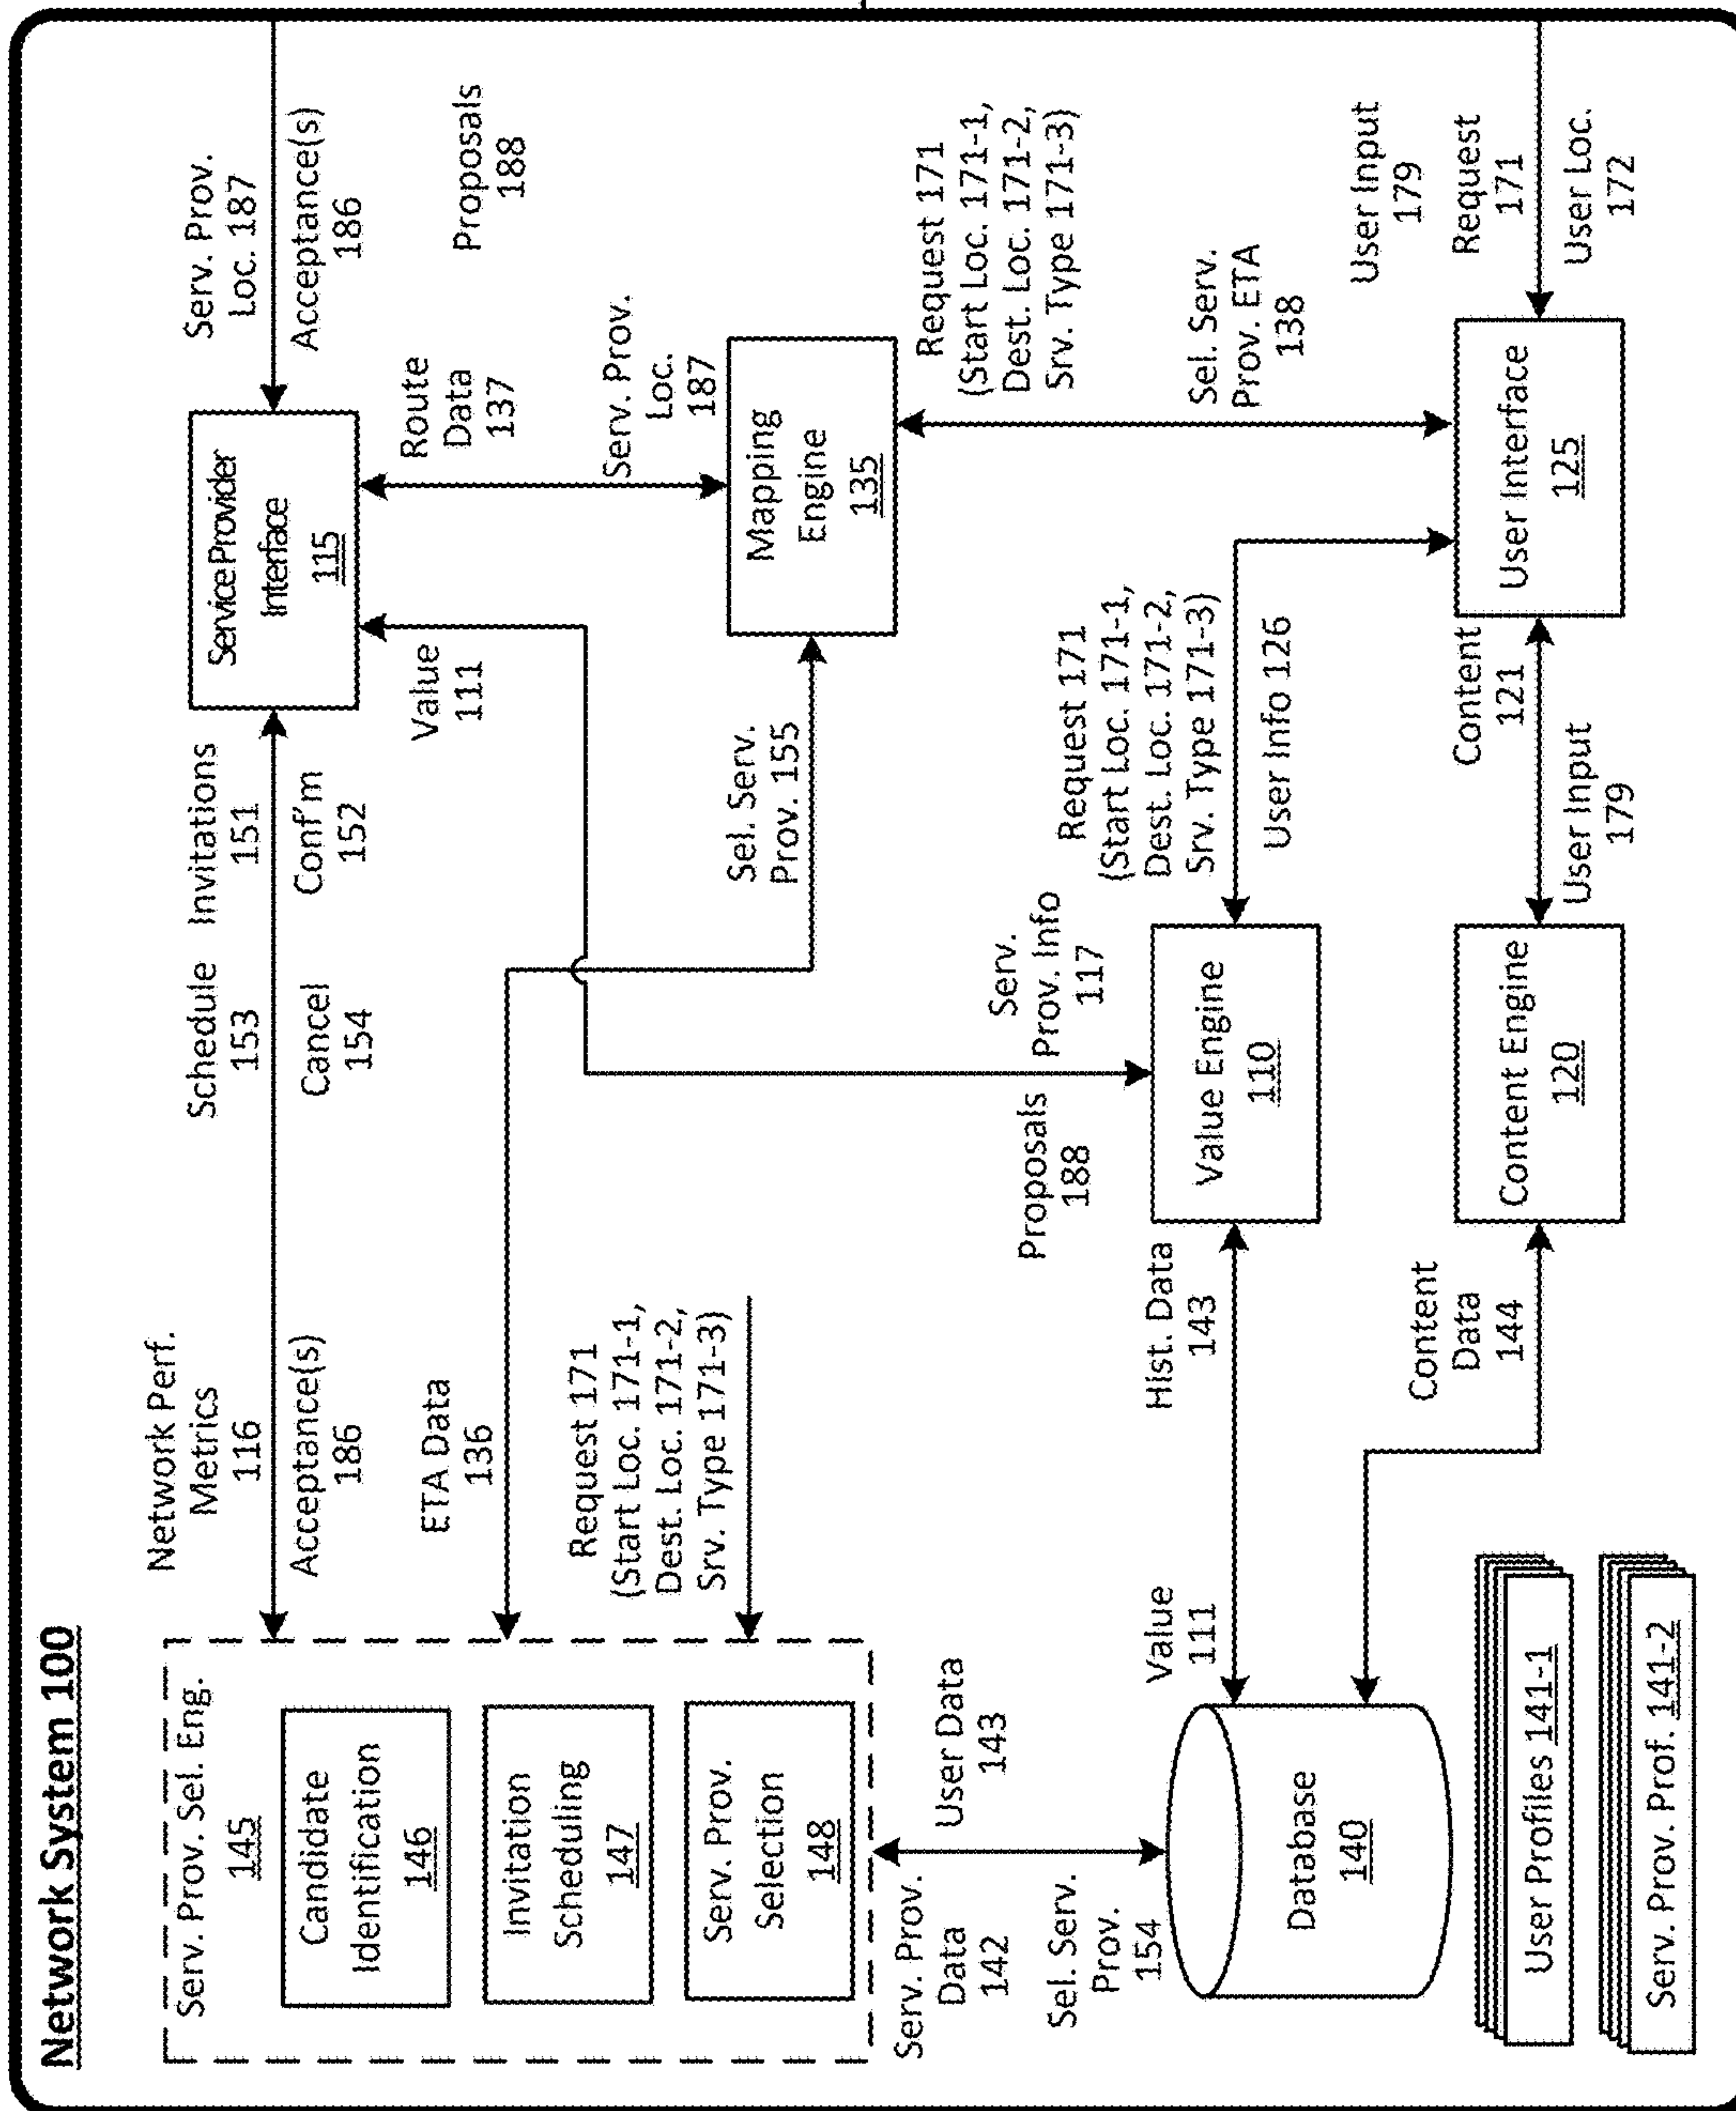 Network System 100
Serv. Prov. Sel. Eng.
145
Candidate
Identification
146
Invitation
Scheduling
147
Serv. Prov.
Selection
148
Network Perf.
Metrics
116
Acceptance(s)
186
Schedule
153
Invitations
151
Cancel
154
Conf'm
152
Service Provider
Interface
115
Serv. Prov.
Loc. 187
Acceptance(s)
186
Proposals
188
ETA Data
136
Value
111
Route
Data
137
Serv. Prov.
Loc.
187
Request 171
(Start Loc. 171-1,
Dest. Loc. 171-2,
Srv. Type 171-3)
Sel. Serv.
Prov. 155
Mapping
Engine
135
Request 171
(Start Loc. 171-1,
Dest. Loc. 171-2,
Srv. Type 171-3)
Serv. Prov.
Data
142
User Data
143
Sel. Serv.
Prov.
154
Proposals
188
Serv.
Prov. Info
117
Request 171
(Start Loc. 171-1,
Dest. Loc. 171-2,
Srv. Type 171-3)
Sel. Serv.
Prov. ETA
138
Value
111
Hist. Data
143
Value Engine
110
User Info 126
User Input
179
Database
140
Content
Data
144
Content Engine
120
Content
121
User Input
179
User Interface
125
Request
171
User Loc.
172
User Profiles 141-1
Serv. Prov. Prof. 141-2